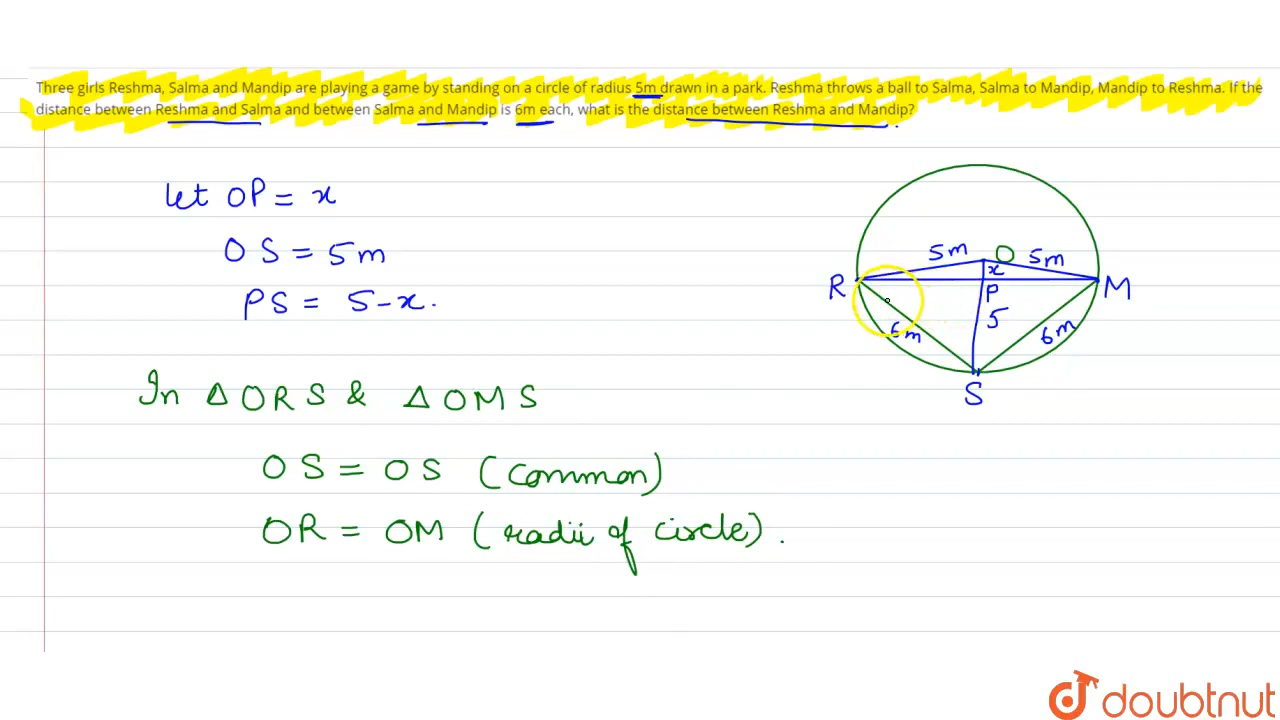 Three girls Reshma, Salma and Mandip are playing a game by standing on a circle of radius 5m drawn in a park. Reshma throws a ball to Salma, Salma to Mandip, Mandip to Reshma. If the
distance between Reshma and Salma and between Salma and Mandip is 6m each, what is the distance between Reshma and Mandip?
let OP = x
OS = 5m
PS = 5-x.
5m O 5m
x
R P M
5
6m 6m
S
In Δ ORS & Δ OMS
OS = OS (common)
OR = OM (radii of circle).
doubtnut